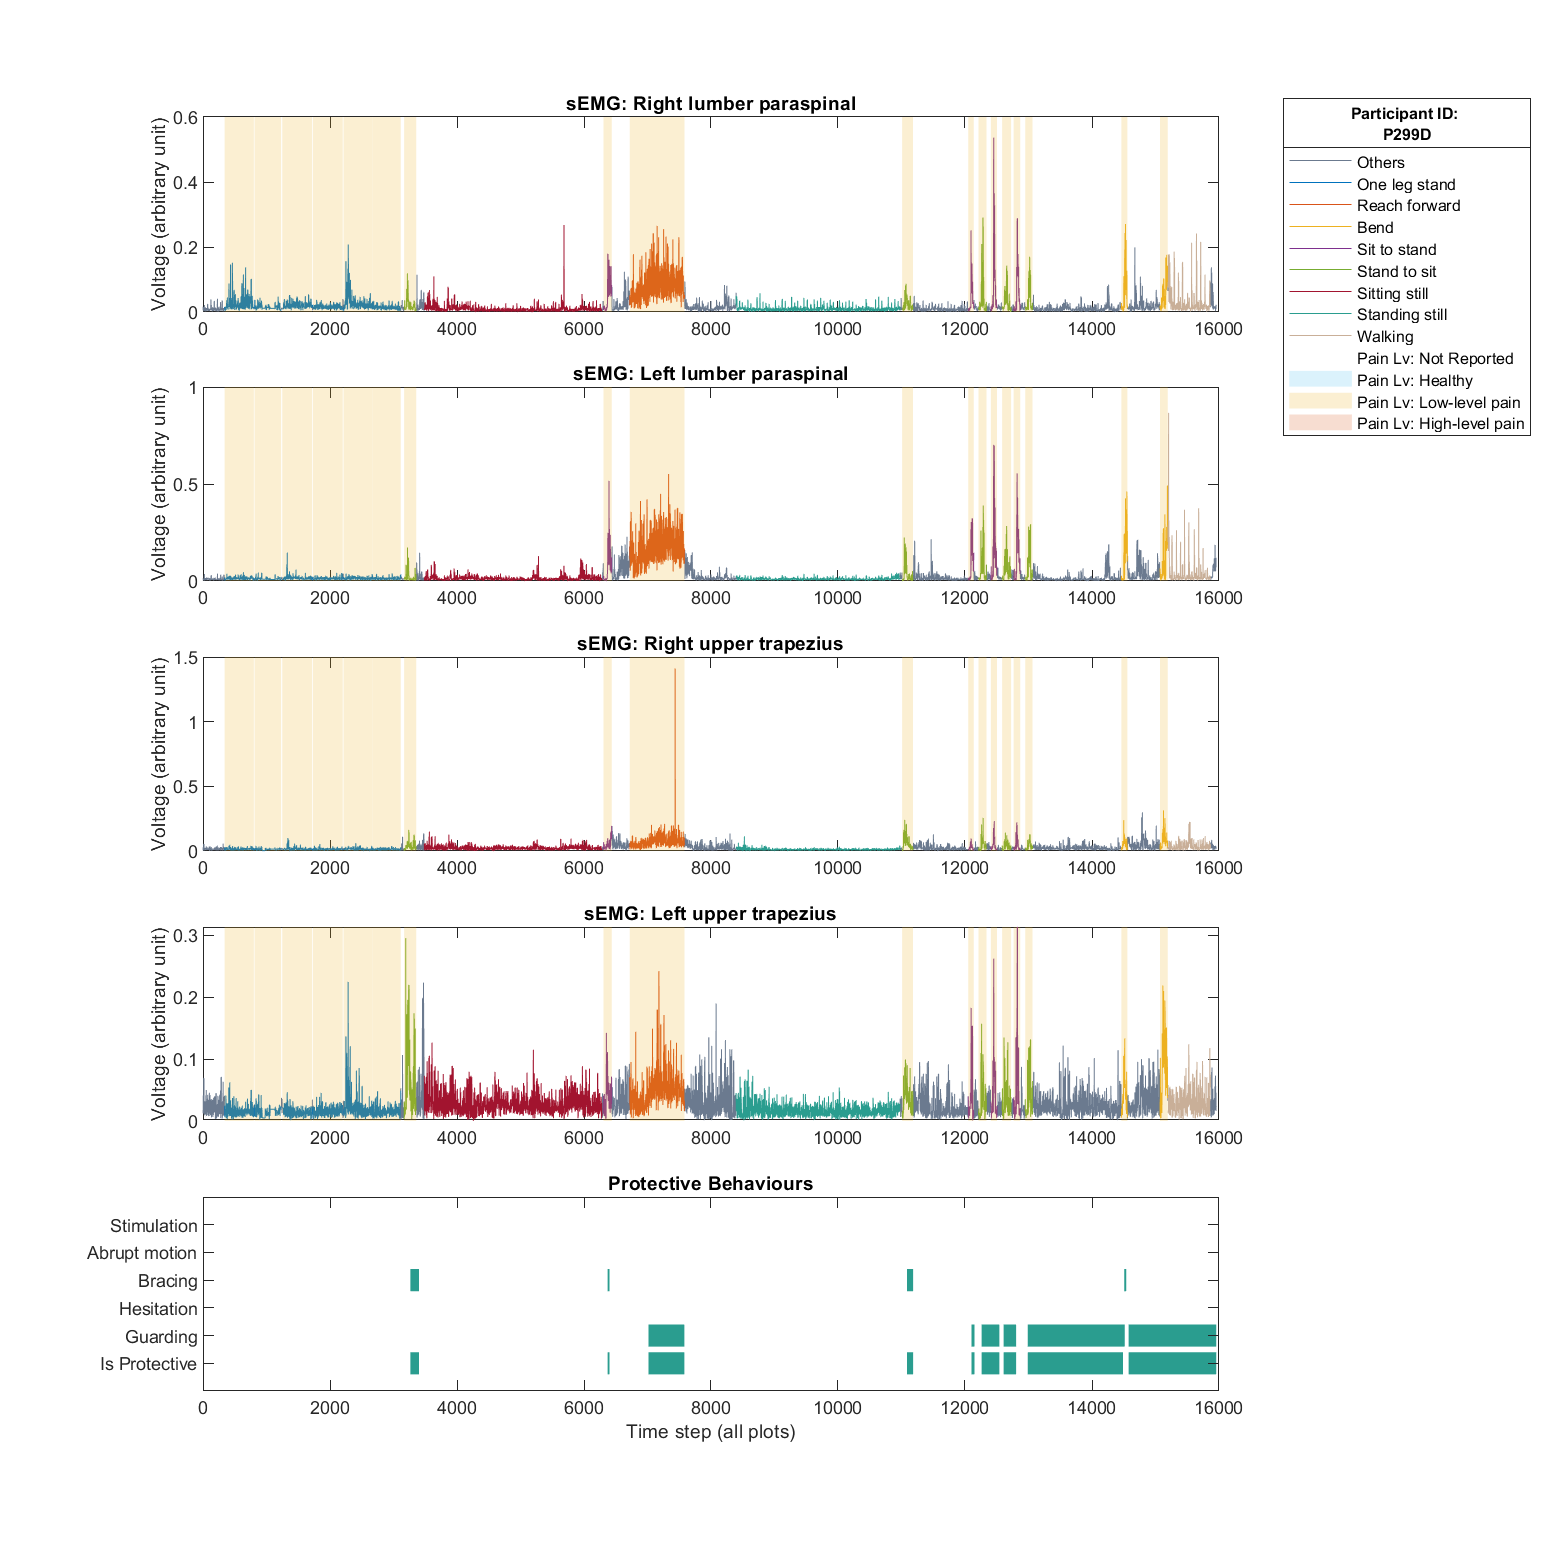 sEMG: Right lumber paraspinal
Voltage (arbitrary unit)
0.6
0.4
0.2
0
0 2000 4000 6000 8000 10000 12000 14000 16000
sEMG: Left lumber paraspinal
Voltage (arbitrary unit)
1
0.5
0
0 2000 4000 6000 8000 10000 12000 14000 16000
sEMG: Right upper trapezius
Voltage (arbitrary unit)
1.5
1
0.5
0
0 2000 4000 6000 8000 10000 12000 14000 16000
sEMG: Left upper trapezius
Voltage (arbitrary unit)
0.3
0.2
0.1
0
0 2000 4000 6000 8000 10000 12000 14000 16000
Protective Behaviours
Stimulation
Abrupt motion
Bracing
Hesitation
Guarding
Is Protective
0 2000 4000 6000 8000 10000 12000 14000 16000
Time step (all plots)
Participant ID:
P299D
Others
One leg stand
Reach forward
Bend
Sit to stand
Stand to sit
Sitting still
Standing still
Walking
Pain Lv: Not Reported
Pain Lv: Healthy
Pain Lv: Low-level pain
Pain Lv: High-level pain